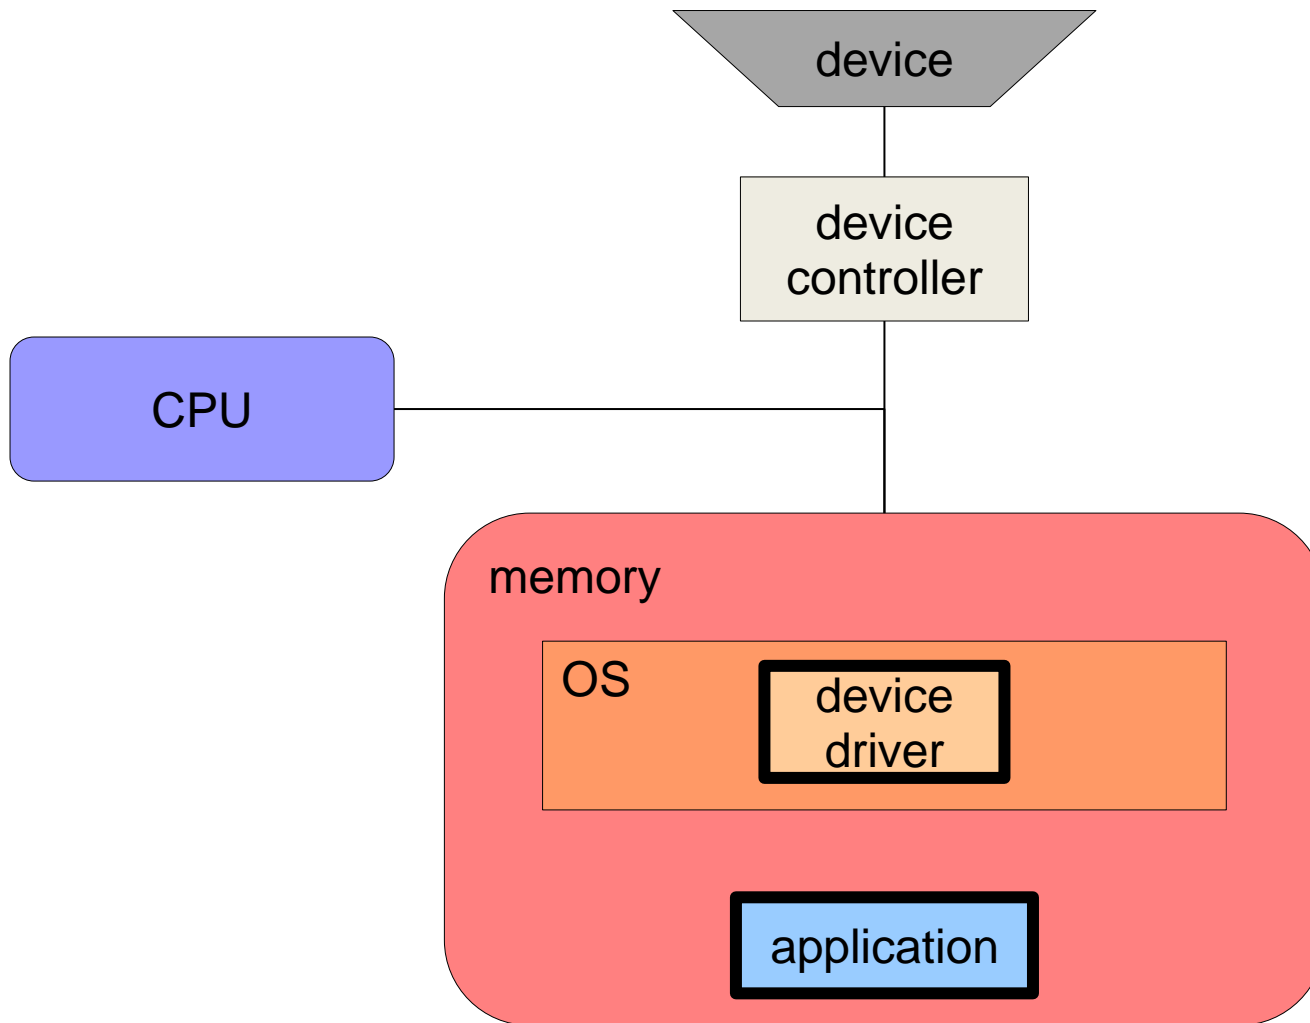 device
device
controller
CPU
memory
OS
device
driver
application